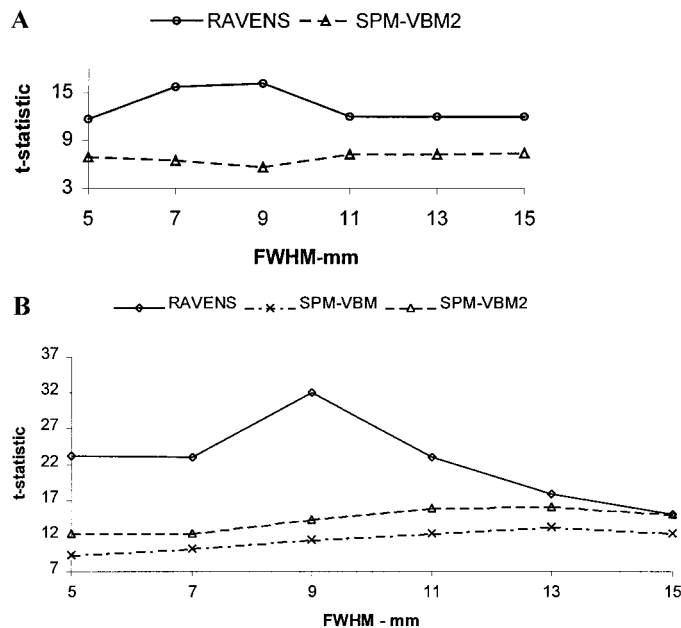 A
RAVENS SPM-VBM2
t-statistic
15
9
3
5 7 9 11 13 15
FWHM-mm
B
RAVENS SPM-VBM SPM-VBM2
t-statistic
37
32
27
22
17
12
7
5 7 9 11 13 15
FWHM - mm